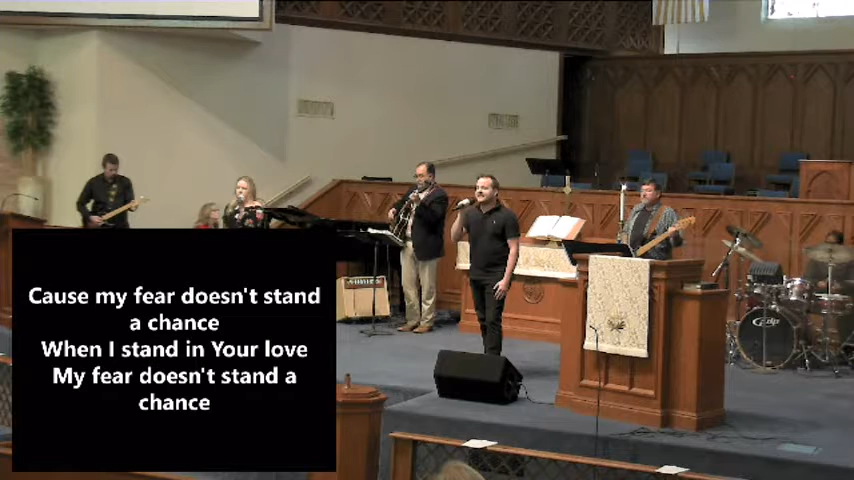 Cause my fear doesn't stand
a chance
When I stand in Your love
My fear doesn't stand a
chance